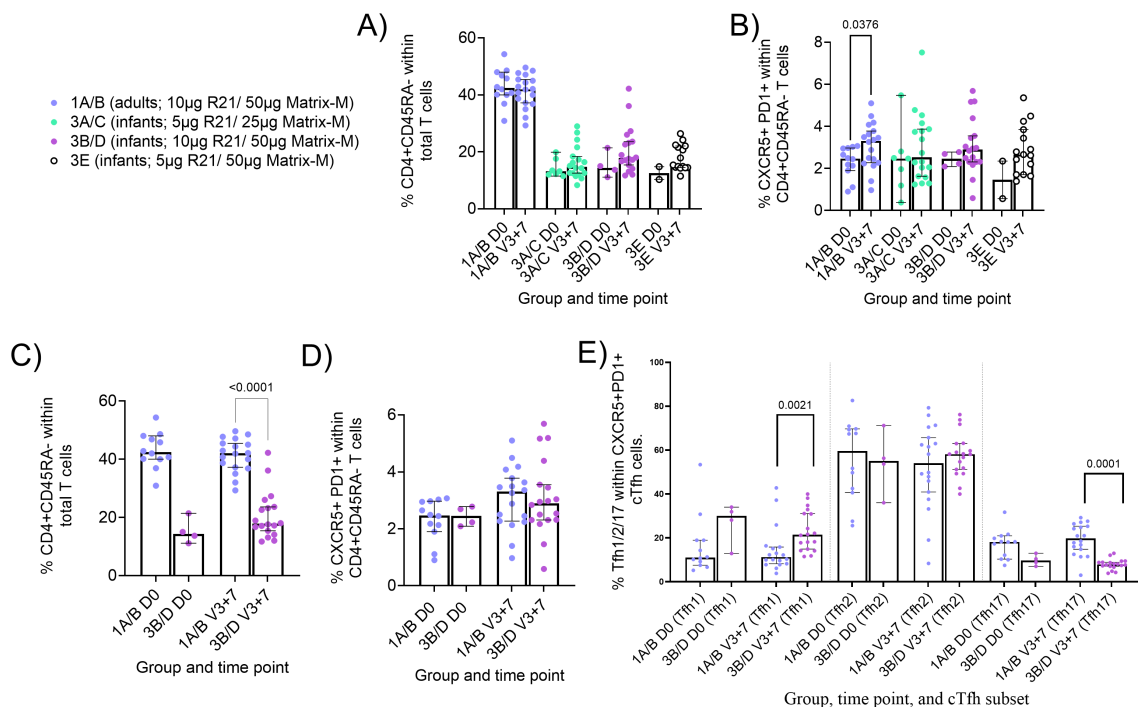 A)
B)
1A/B (adults; 10µg R21/ 50µg Matrix-M)
3A/C (infants; 5µg R21/ 25µg Matrix-M)
3B/D (infants; 10µg R21/ 50µg Matrix-M)
3E (infants; 5µg R21/ 50µg Matrix-M)
% CD4+CD45RA- within
total T cells
60
40
20
0
1A/B D0
1A/B V3+7
3A/C D0
3A/C V3+7
3B/D D0
3B/D V3+7
3E D0
3E V3+7
Group and time point
% CXCR5+ PD1+ within
CD4+CD45RA- T cells
8
6
4
2
0
0.0376
1A/B D0
1A/B V3+7
3A/C D0
3A/C V3+7
3B/D D0
3B/D V3+7
3E D0
3E V3+7
Group and time point
C)
D)
E)
% CD4+CD45RA- within
total T cells
60
40
20
0
<0.0001
1A/B D0
3B/D D0
1A/B V3+7
3B/D V3+7
Group and time point
% CXCR5+ PD1+ within
CD4+CD45RA- T cells
6
4
2
0
1A/B D0
3B/D D0
1A/B V3+7
3B/D V3+7
Group and time point
% Tfh1/2/17 within CXCR5+PD1+
cTfh cells.
100
80
60
40
20
0
0.0021
0.0001
1A/B D0 (Tfh1)
3B/D D0 (Tfh1)
1A/B V3+7 (Tfh1)
3B/D V3+7 (Tfh1)
1A/B D0 (Tfh2)
3B/D D0 (Tfh2)
1A/B V3+7 (Tfh2)
3B/D V3+7 (Tfh2)
1A/B D0 (Tfh17)
3B/D D0 (Tfh17)
1A/B V3+7 (Tfh17)
3B/D V3+7 (Tfh17)
Group, time point, and cTfh subset